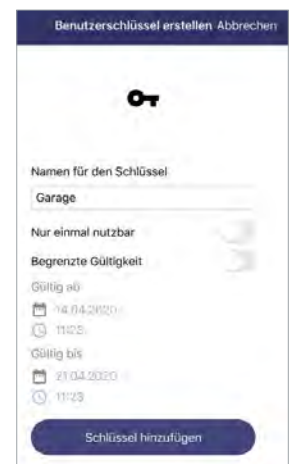 Benutzerschlüssel erstellen Abbrechen
Namen für den Schlüssel
Garage
Nur einmal nutzbar
Begrenzte Gültigkeit
Gültig ab
14.04.2020
11:23
Gültig bis
21.04.2020
11:23
Schlüssel hinzufügen